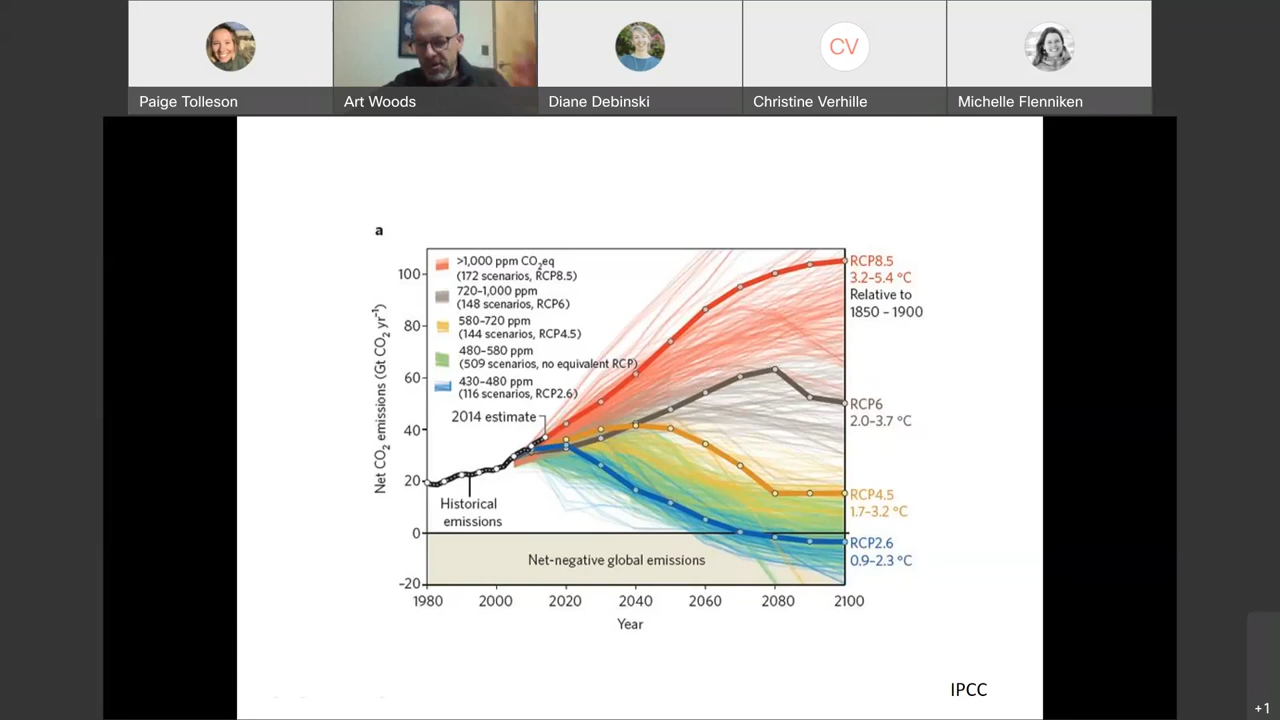 Paige Tolleson
Art Woods
Diane Debinski
CV
Christine Verhille
Michelle Flenniken
a
>1,000 ppm CO2eq
(172 scenarios, RCP8.5)
720–1,000 ppm
(148 scenarios, RCP6)
580–720 ppm
(144 scenarios, RCP4.5)
480–580 ppm
(509 scenarios, no equivalent RCP)
430–480 ppm
(116 scenarios, RCP2.6)
2014 estimate
Historical
emissions
Net-negative global emissions
Net CO2 emissions (Gt CO2 yr⁻¹)
100
80
60
40
20
0
–20
1980
2000
2020
2040
2060
2080
2100
Year
RCP8.5
3.2–5.4 °C
Relative to
1850 – 1900
RCP6
2.0–3.7 °C
RCP4.5
1.7–3.2 °C
RCP2.6
0.9–2.3 °C
IPCC
+1